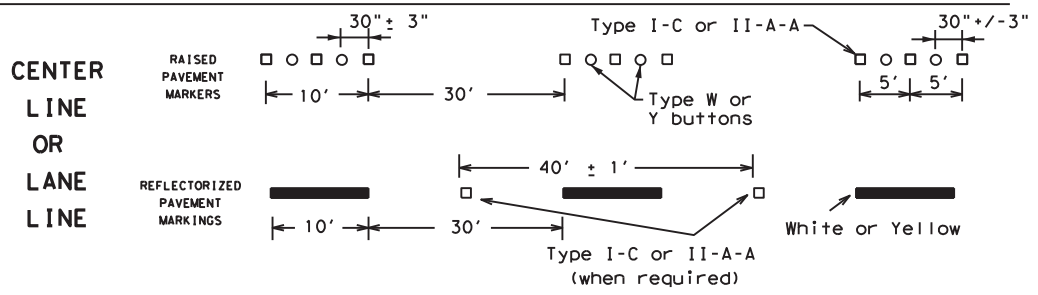 CENTER
LINE
OR
LANE
LINE
RAISED
PAVEMENT
MARKERS
30"± 3"
10'
30'
Type I-C or II-A-A
Type W or
Y buttons
30"+/-3"
5'
5'
REFLECTORIZED
PAVEMENT
MARKINGS
40' ± 1'
10'
30'
Type I-C or II-A-A
(when required)
White or Yellow